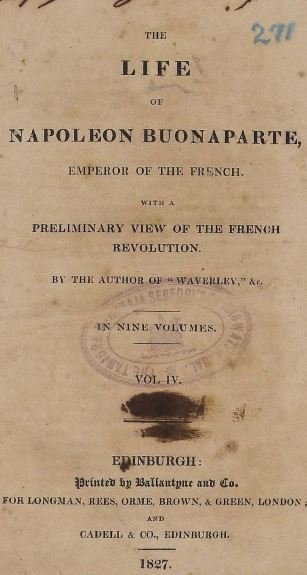 271
THE
LIFE
OF
NAPOLEON BUONAPARTE,
EMPEROR OF THE FRENCH.
WITH A
PRELIMINARY VIEW OF THE FRENCH
REVOLUTION.
BY THE AUTHOR OF "WAVERLEY," &c.
IN NINE VOLUMES.
VOL IV.
EDINBURGH:
Printed by Ballantyne and Co.
FOR LONGMAN, REES, ORME, BROWN, & GREEN, LONDON;
AND
CADELL & CO., EDINBURGH.
1827.